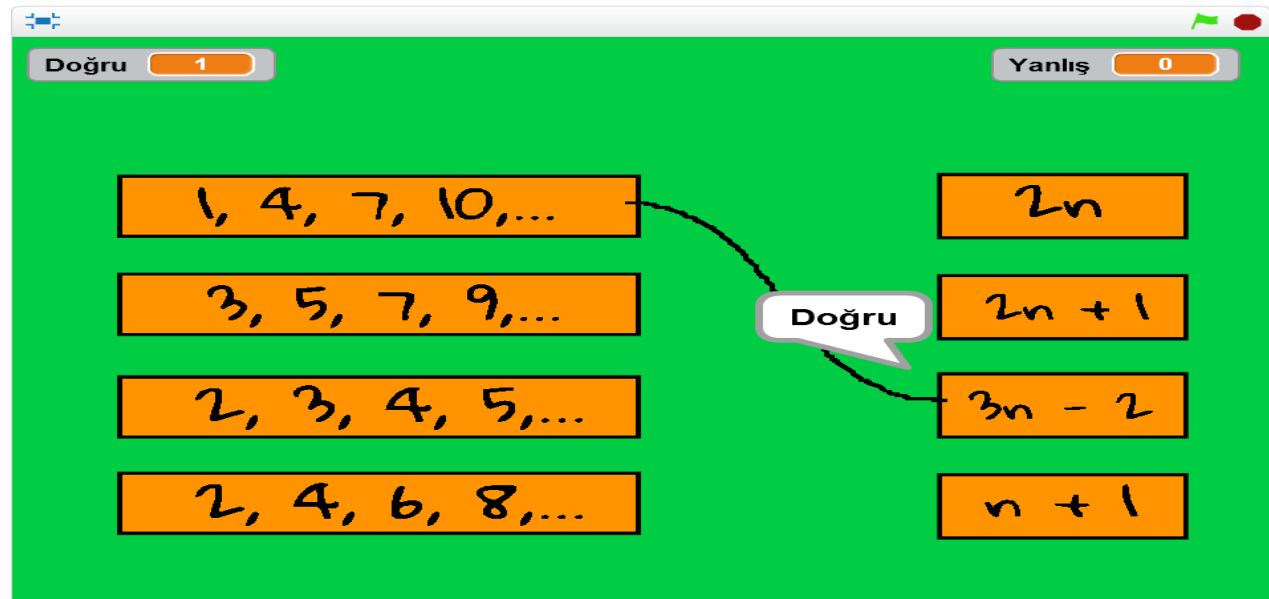 Doğru 1
Yanlış 0
1, 4, 7, 10,...
2n
3, 5, 7, 9,...
2n + 1
Doğru
2, 3, 4, 5,...
3n - 2
2, 4, 6, 8,...
n + 1